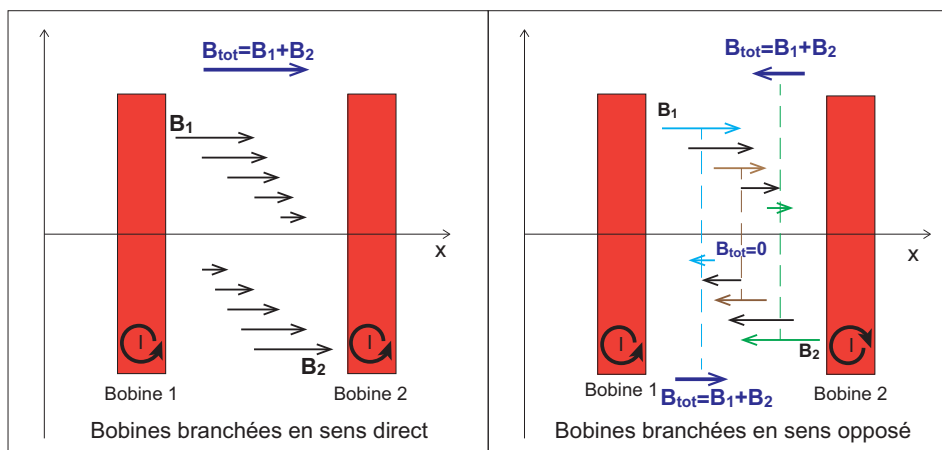 Btot=B1+B2
B1
X
B2
I
I
Bobine 1
Bobine 2
Bobines branchées en sens direct
Btot=B1+B2
B1
X
Btot=0
B2
I
I
Bobine 1
Bobine 2
Btot=B1+B2
Bobines branchées en sens opposé